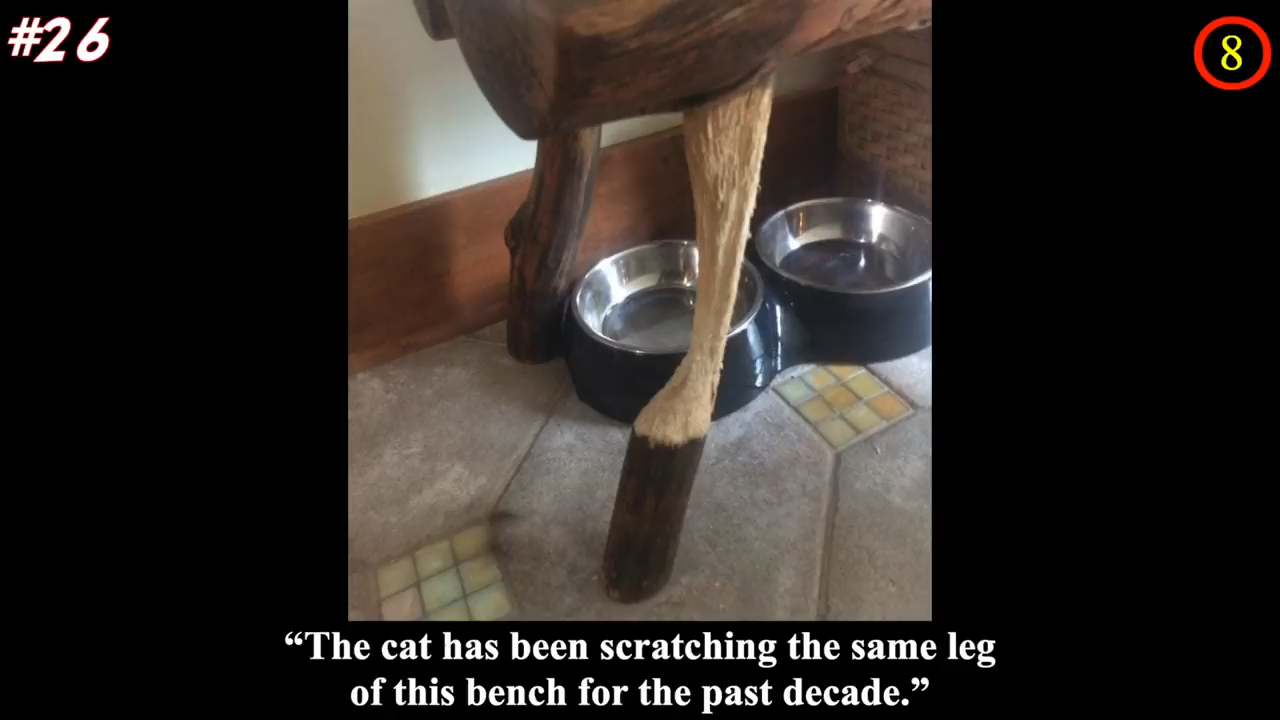 #26
8
“The cat has been scratching the same leg
of this bench for the past decade.”